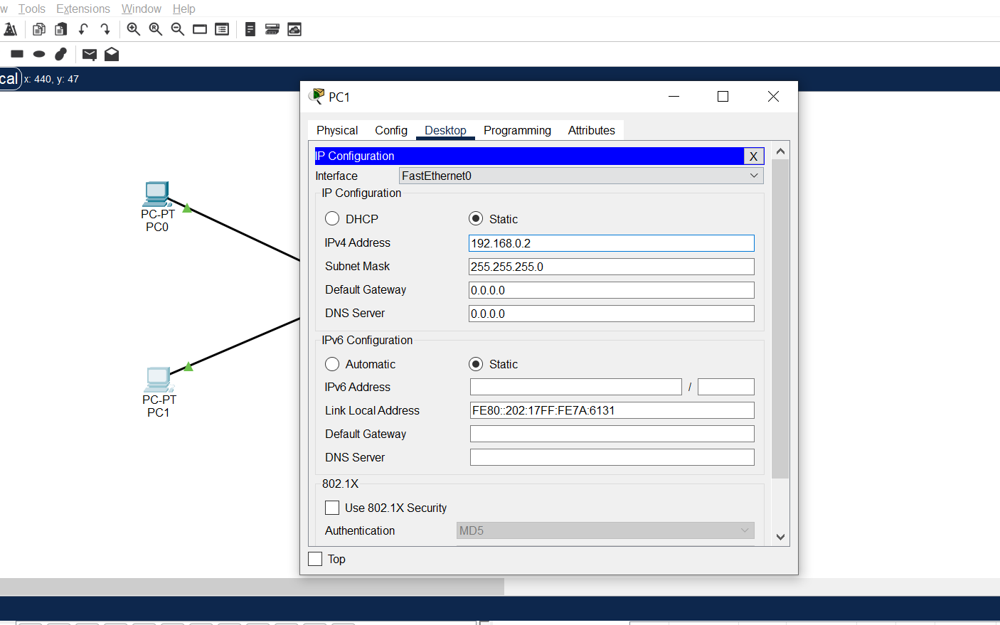 w Tools Extensions Window Help
cal x: 440, y: 47
PC1
Physical Config Desktop Programming Attributes
IP Configuration X
Interface FastEthernet0
IP Configuration
DHCP Static
IPv4 Address 192.168.0.2
Subnet Mask 255.255.255.0
Default Gateway 0.0.0.0
DNS Server 0.0.0.0
IPv6 Configuration
Automatic Static
IPv6 Address /
Link Local Address FE80::202:17FF:FE7A:6131
Default Gateway
DNS Server
802.1X
Use 802.1X Security
Authentication MD5
Top
PC-PT
PC0
PC-PT
PC1